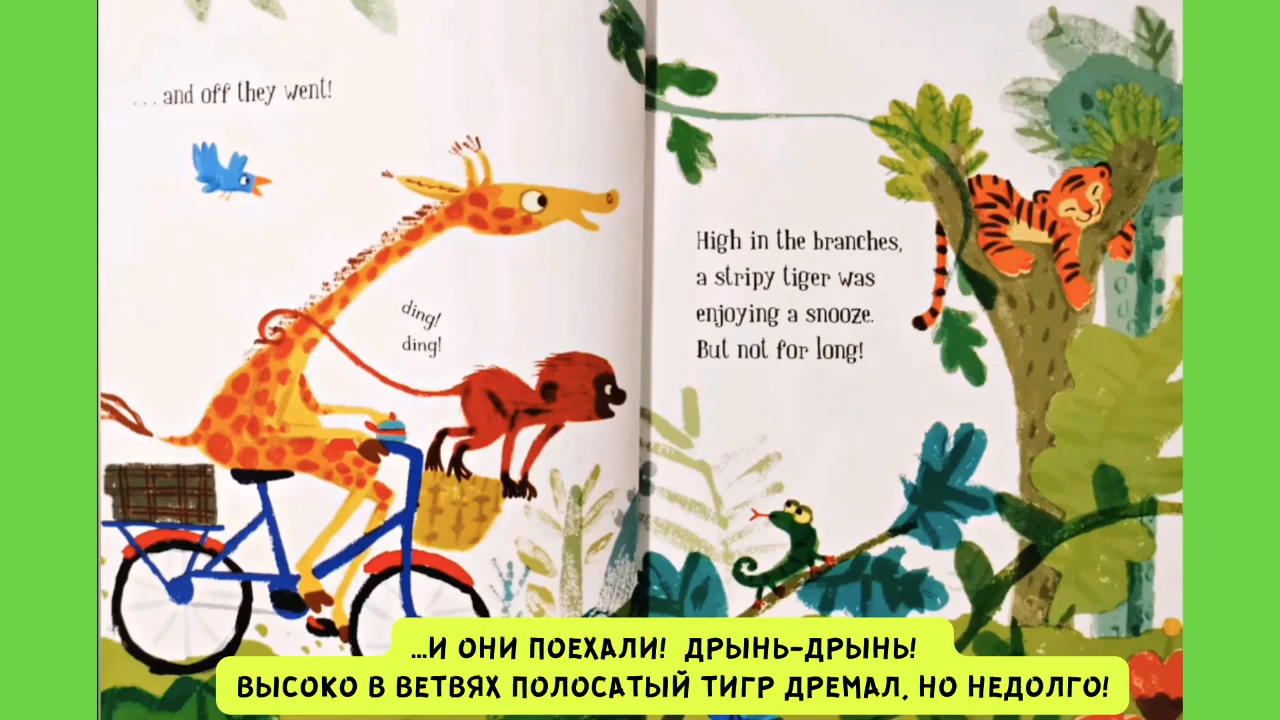 ...and off they went!
ding!
ding!
High in the branches,
a stripy tiger was
enjoying a snooze.
But not for long!
...И ОНИ ПОЕХАЛИ! ДРЫНЬ-ДРЫНЬ!
ВЫСОКО В ВЕТВЯХ ПОЛОСАТЫЙ ТИГР ДРЕМАЛ, НО НЕДОЛГО!